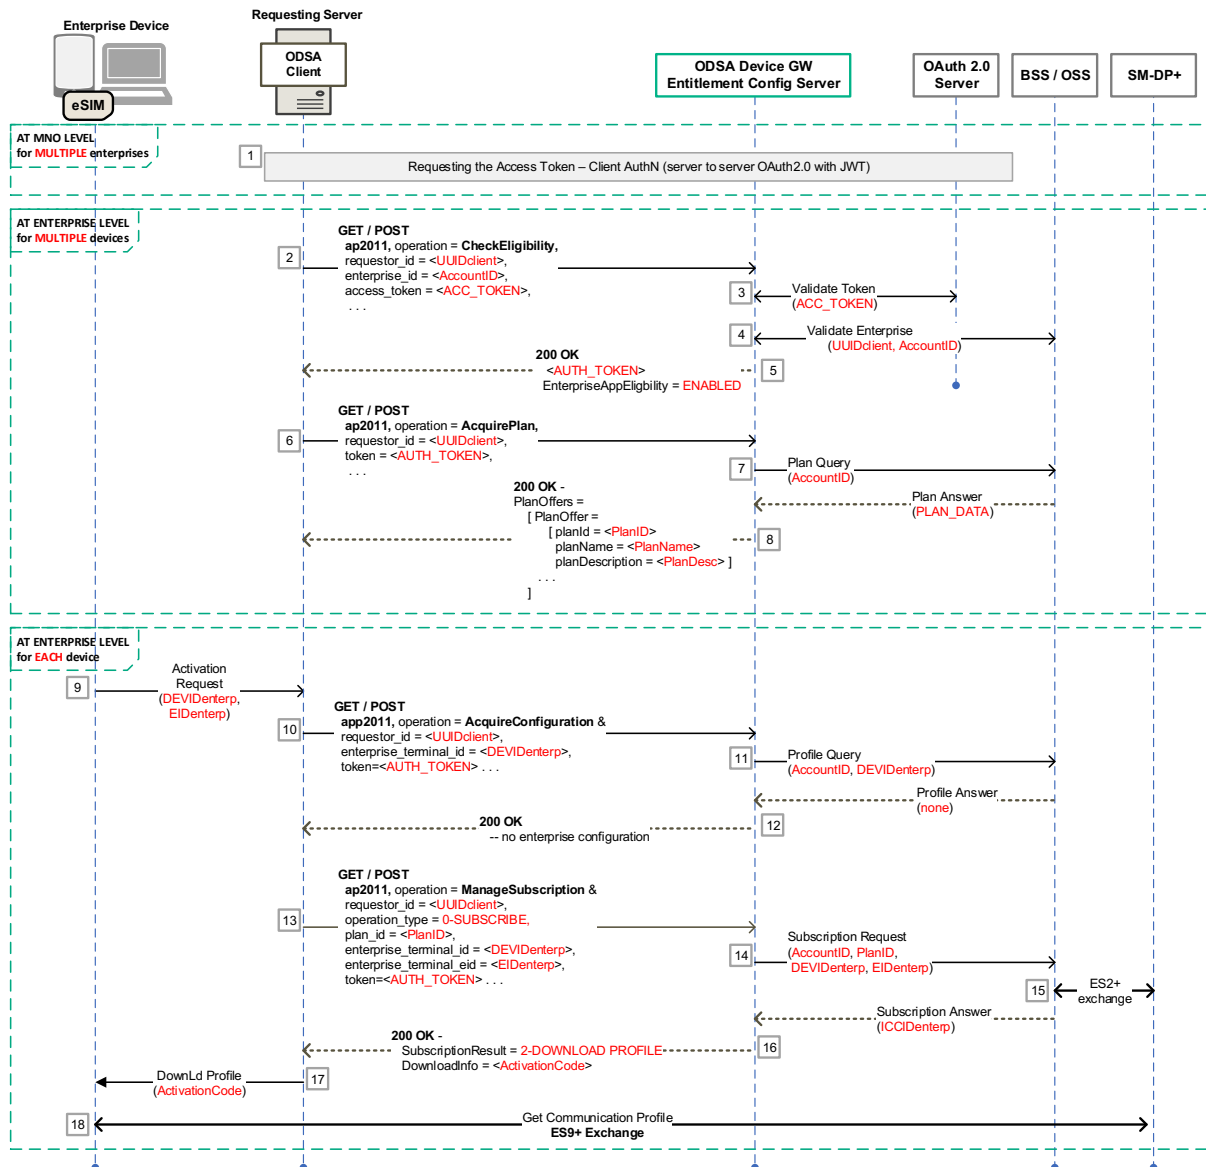 Enterprise Device
Requesting Server
eSIM
ODSA
Client
ODSA Device GW
Entitlement Config Server
OAuth 2.0
Server
BSS / OSS
SM-DP+
AT MNO LEVEL
for MULTIPLE enterprises
1
Requesting the Access Token – Client AuthN (server to server OAuth2.0 with JWT)
AT ENTERPRISE LEVEL
for MULTIPLE devices
2
GET / POST
ap2011, operation = CheckEligibility,
requestor_id = <UUIDclient>,
enterprise_id = <AccountID>,
access_token = <ACC_TOKEN>,
. . .
3
Validate Token
(ACC_TOKEN)
4
Validate Enterprise
(UUIDclient, AccountID)
5
200 OK
<AUTH_TOKEN>
EnterpriseAppEligbility = ENABLED
6
GET / POST
ap2011, operation = AcquirePlan,
requestor_id = <UUIDclient>,
token = <AUTH_TOKEN>,
. . .
7
Plan Query
(AccountID)
Plan Answer
(PLAN_DATA)
8
200 OK -
PlanOffers =
[ PlanOffer =
[ planId = <PlanID>
planName = <PlanName>
planDescription = <PlanDesc> ]
. . .
]
AT ENTERPRISE LEVEL
for EACH device
9
Activation
Request
(DEVIDenterp,
EIDenterp)
10
GET / POST
app2011, operation = AcquireConfiguration &
requestor_id = <UUIDclient>,
enterprise_terminal_id = <DEVIDenterp>,
token=<AUTH_TOKEN> . . .
11
Profile Query
(AccountID, DEVIDenterp)
Profile Answer
(none)
12
200 OK
-- no enterprise configuration
13
GET / POST
ap2011, operation = ManageSubscription &
requestor_id = <UUIDclient>,
operation_type = 0-SUBSCRIBE,
plan_id = <PlanID>,
enterprise_terminal_id = <DEVIDenterp>,
enterprise_terminal_eid = <EIDenterp>,
token=<AUTH_TOKEN> . . .
14
Subscription Request
(AccountID, PlanID,
DEVIDenterp, EIDenterp)
15
ES2+
exchange
Subscription Answer
(ICCIDenterp)
16
200 OK -
SubscriptionResult = 2-DOWNLOAD PROFILE
DownloadInfo = <ActivationCode>
17
DownLd Profile
(ActivationCode)
18
Get Communication Profile
ES9+ Exchange